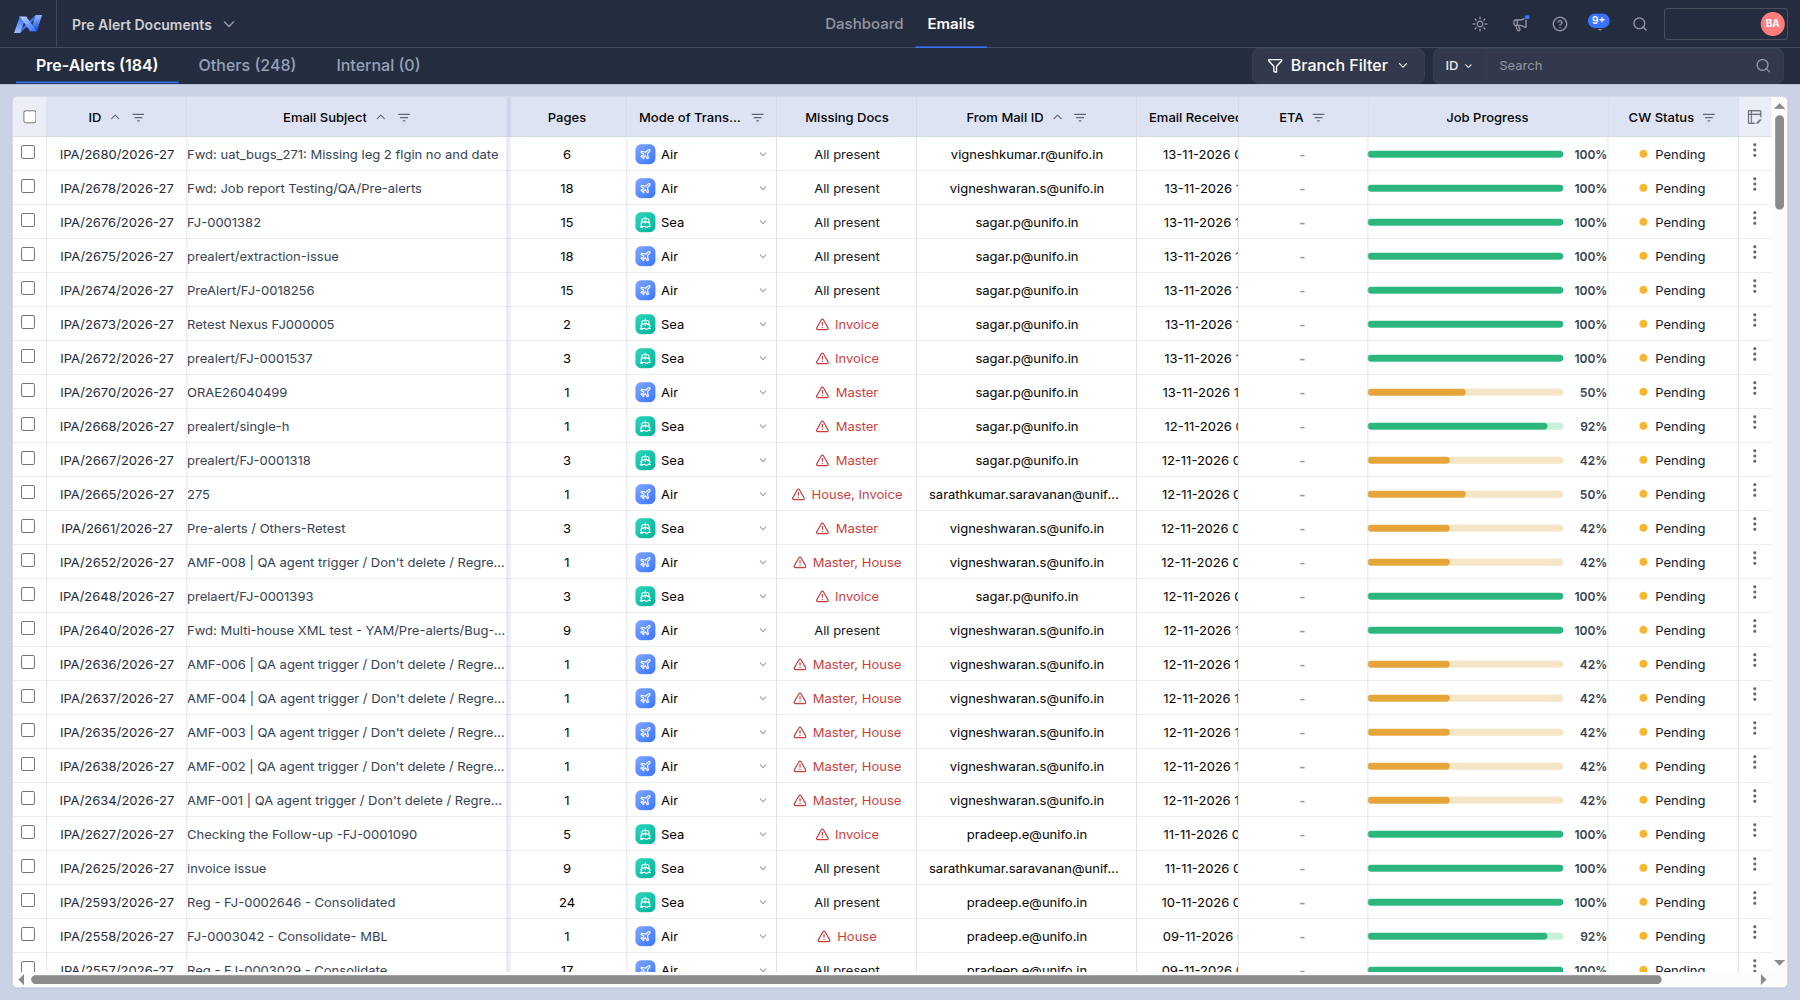 Pre Alert Documents
Dashboard
Emails
9+
BA
Pre-Alerts (184)
Others (248)
Internal (0)
Branch Filter
ID
Search
ID Email Subject Pages Mode of Trans... Missing Docs From Mail ID Email Received ETA Job Progress CW Status
IPA/2680/2026-27 Fwd: uat_bugs_271: Missing leg 2 flgin no and date 6 Air All present vigneshkumar.r@unifo.in 13-11-2026 - 100% Pending
IPA/2678/2026-27 Fwd: Job report Testing/QA/Pre-alerts 18 Air All present vigneshwaran.s@unifo.in 13-11-2026 - 100% Pending
IPA/2676/2026-27 FJ-0001382 15 Sea All present sagar.p@unifo.in 13-11-2026 - 100% Pending
IPA/2675/2026-27 prealert/extraction-issue 18 Air All present sagar.p@unifo.in 13-11-2026 - 100% Pending
IPA/2674/2026-27 PreAlert/FJ-0018256 15 Air All present sagar.p@unifo.in 13-11-2026 - 100% Pending
IPA/2673/2026-27 Retest Nexus FJ000005 2 Sea Invoice sagar.p@unifo.in 13-11-2026 - 100% Pending
IPA/2672/2026-27 prealert/FJ-0001537 3 Sea Invoice sagar.p@unifo.in 13-11-2026 - 100% Pending
IPA/2670/2026-27 ORAE26040499 1 Air Master sagar.p@unifo.in 13-11-2026 - 50% Pending
IPA/2668/2026-27 prealert/single-h 1 Sea Master sagar.p@unifo.in 12-11-2026 - 92% Pending
IPA/2667/2026-27 prealert/FJ-0001318 3 Sea Master sagar.p@unifo.in 12-11-2026 - 42% Pending
IPA/2665/2026-27 275 1 Air House, Invoice sarathkumar.saravanan@unif... 12-11-2026 - 50% Pending
IPA/2661/2026-27 Pre-alerts / Others-Retest 3 Sea Master vigneshwaran.s@unifo.in 12-11-2026 - 42% Pending
IPA/2652/2026-27 AMF-008 | QA agent trigger / Don't delete / Regre... 1 Air Master, House vigneshwaran.s@unifo.in 12-11-2026 - 42% Pending
IPA/2648/2026-27 prelaert/FJ-0001393 3 Sea Invoice sagar.p@unifo.in 12-11-2026 - 100% Pending
IPA/2640/2026-27 Fwd: Multi-house XML test - YAM/Pre-alerts/Bug-... 9 Air All present vigneshwaran.s@unifo.in 12-11-2026 - 100% Pending
IPA/2636/2026-27 AMF-006 | QA agent trigger / Don't delete / Regre... 1 Air Master, House vigneshwaran.s@unifo.in 12-11-2026 - 42% Pending
IPA/2637/2026-27 AMF-004 | QA agent trigger / Don't delete / Regre... 1 Air Master, House vigneshwaran.s@unifo.in 12-11-2026 - 42% Pending
IPA/2635/2026-27 AMF-003 | QA agent trigger / Don't delete / Regre... 1 Air Master, House vigneshwaran.s@unifo.in 12-11-2026 - 42% Pending
IPA/2638/2026-27 AMF-002 | QA agent trigger / Don't delete / Regre... 1 Air Master, House vigneshwaran.s@unifo.in 12-11-2026 - 42% Pending
IPA/2634/2026-27 AMF-001 | QA agent trigger / Don't delete / Regre... 1 Air Master, House vigneshwaran.s@unifo.in 12-11-2026 - 42% Pending
IPA/2627/2026-27 Checking the Follow-up -FJ-0001090 5 Sea Invoice pradeep.e@unifo.in 11-11-2026 - 100% Pending
IPA/2625/2026-27 invoice issue 9 Sea All present sarathkumar.saravanan@unif... 11-11-2026 - 100% Pending
IPA/2593/2026-27 Reg - FJ-0002646 - Consolidated 24 Sea All present pradeep.e@unifo.in 10-11-2026 - 100% Pending
IPA/2558/2026-27 FJ-0003042 - Consolidate- MBL 1 Air House pradeep.e@unifo.in 09-11-2026 - 92% Pending
IPA/2557/2026-27 Reg - FJ-0003029 - Consolidate 17 Air All present pradeep.e@unifo.in 09-11-2026 - 100% Pending